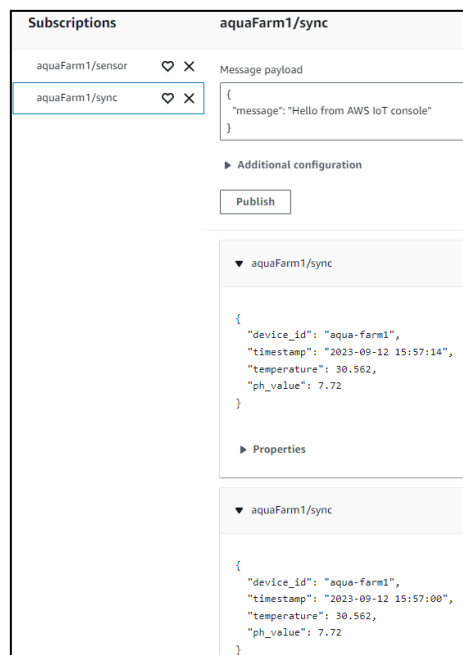 Subscriptions
aquaFarm1/sensor
aquaFarm1/sync
aquaFarm1/sync
Message payload
{
"message": "Hello from AWS IoT console"
}
Additional configuration
Publish
aquaFarm1/sync
{
"device_id": "aqua-farm1",
"timestamp": "2023-09-12 15:57:14",
"temperature": 30.562,
"ph_value": 7.72
}
Properties
aquaFarm1/sync
{
"device_id": "aqua-farm1",
"timestamp": "2023-09-12 15:57:00",
"temperature": 30.562,
"ph_value": 7.72
}